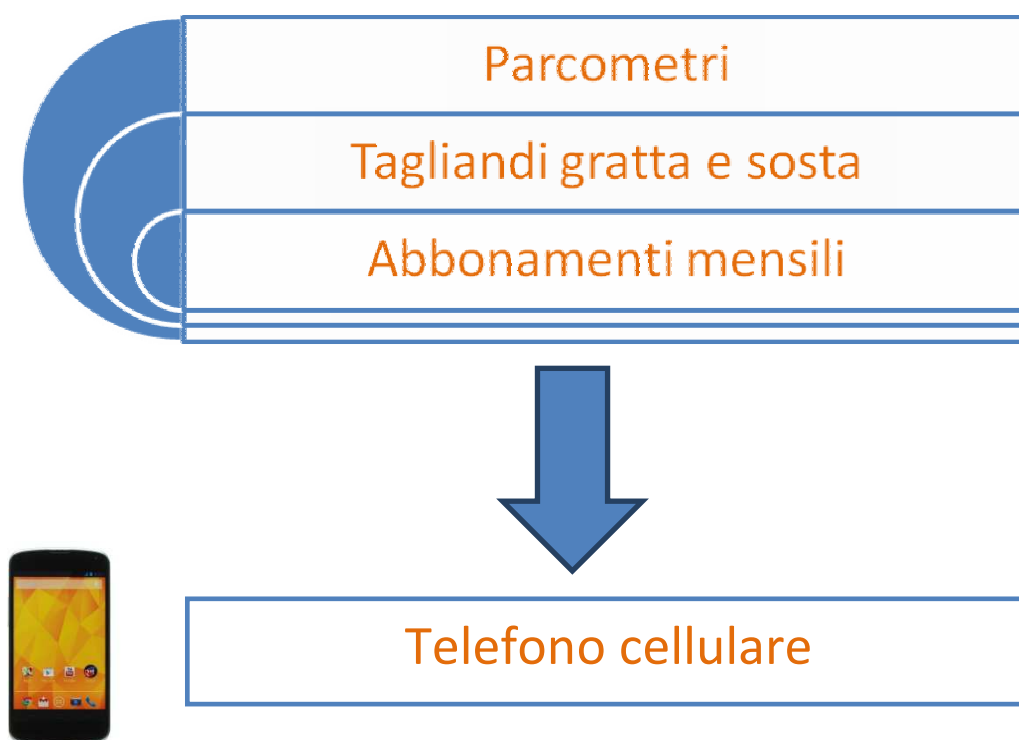 Parcometri
Tagliandi gratta e sosta
Abbonamenti mensili
Telefono cellulare